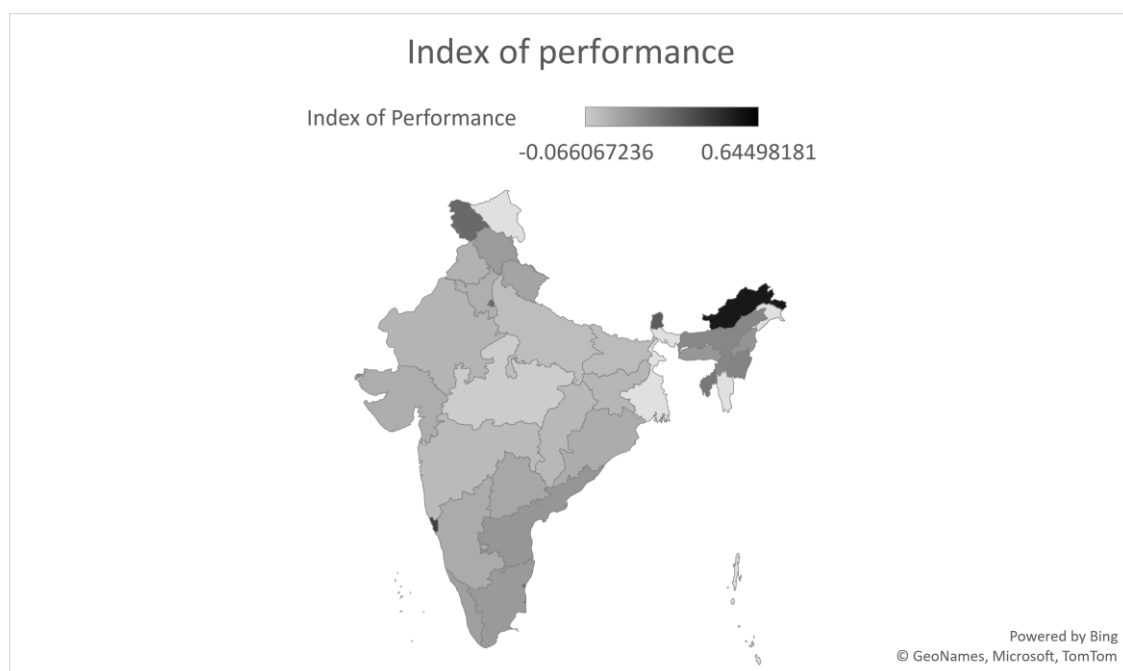 Index of performance
Index of Performance
-0.066067236 0.64498181
Powered by Bing
© GeoNames, Microsoft, TomTom